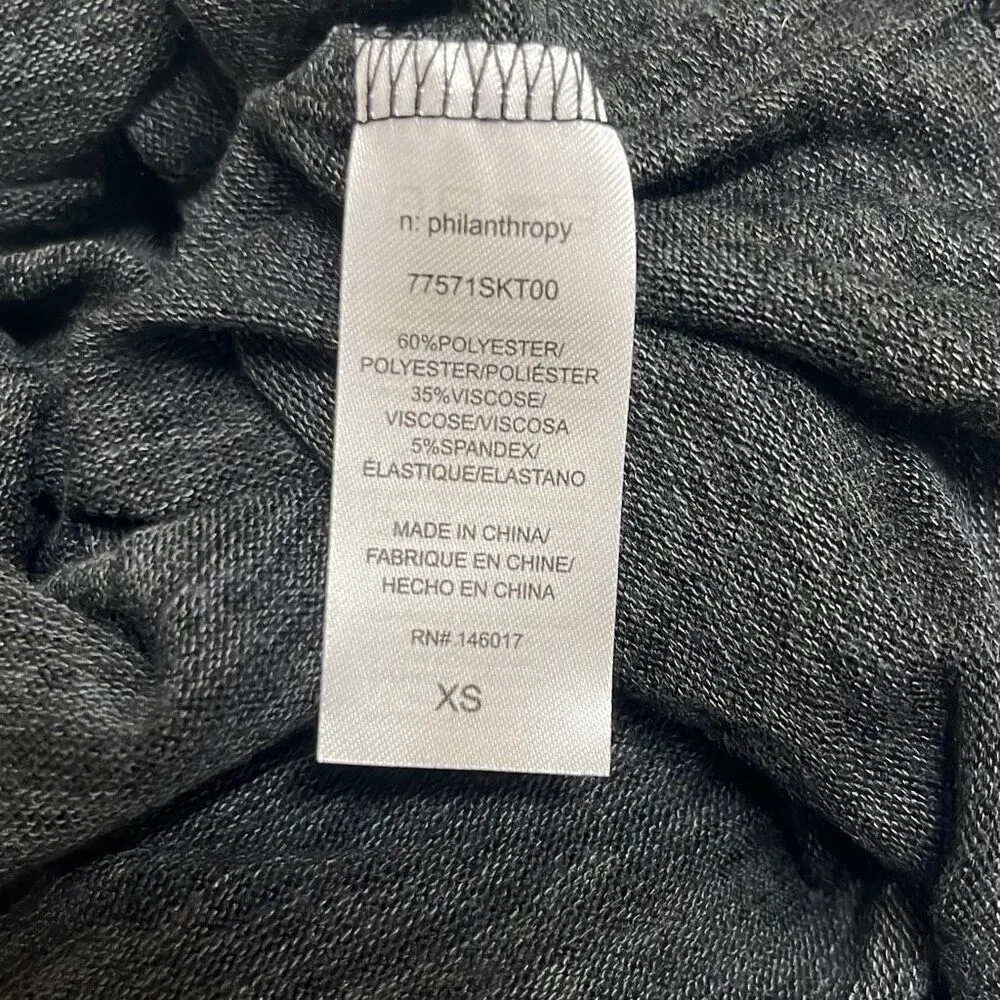 n: philanthropy
77571SKT00
60%POLYESTER/
POLYESTER/POLIÉSTER
35%VISCOSE/
VISCOSE/VISCOSA
5%SPANDEX/
ÉLASTIQUE/ELASTANO
MADE IN CHINA/
FABRIQUE EN CHINE/
HECHO EN CHINA
RN#.146017
XS